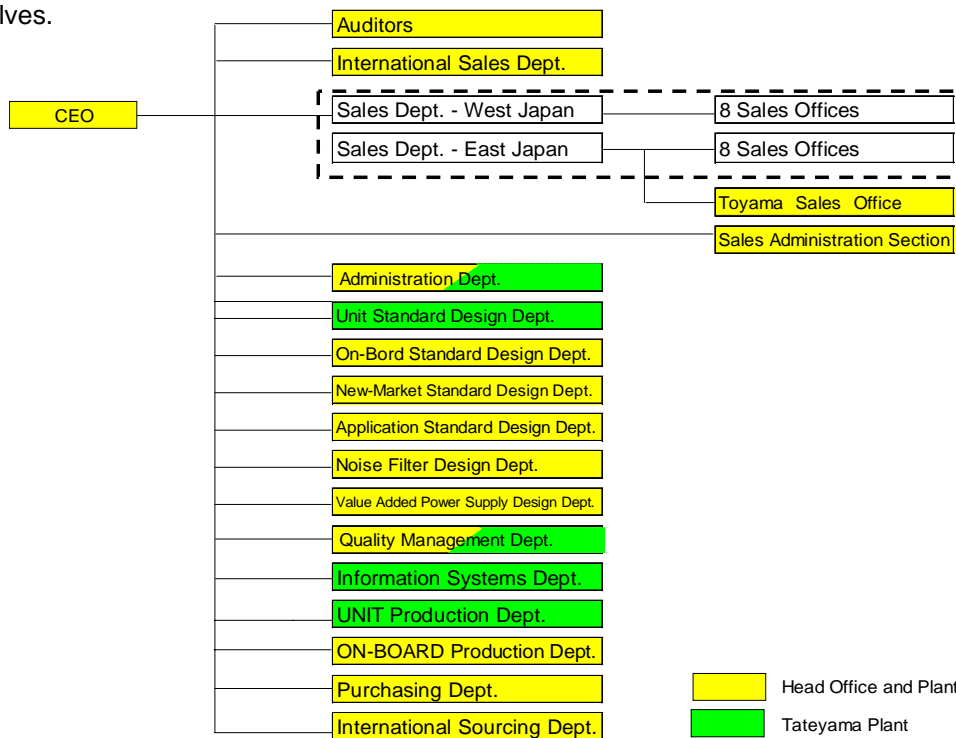 lves.
Auditors
International Sales Dept.
CEO
Sales Dept. - West Japan
8 Sales Offices
Sales Dept. - East Japan
8 Sales Offices
Toyama Sales Office
Sales Administration Section
Administration Dept.
Unit Standard Design Dept.
On-Bord Standard Design Dept.
New-Market Standard Design Dept.
Application Standard Design Dept.
Noise Filter Design Dept.
Value Added Power Supply Design Dept.
Quality Management Dept.
Information Systems Dept.
UNIT Production Dept.
ON-BOARD Production Dept.
Purchasing Dept.
Head Office and Plant
International Sourcing Dept.
Tateyama Plant